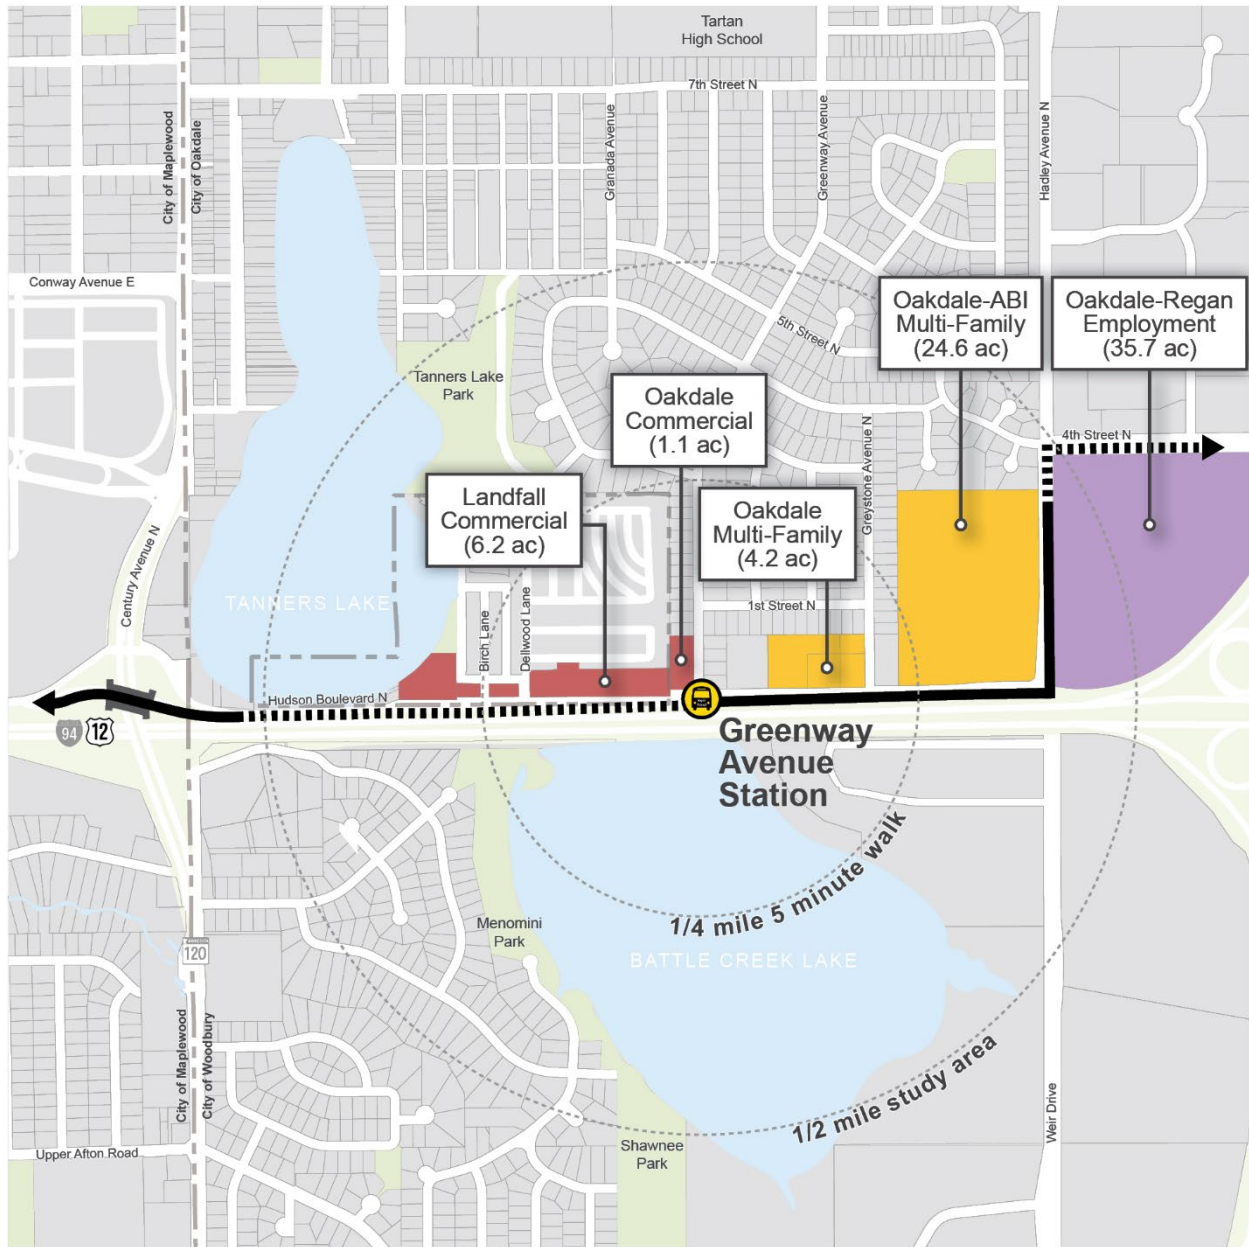 Tartan
High School
7th Street N
Granada Avenue
Greenway Avenue
Hadley Avenue N
City of Maplewood
City of Oakdale
Conway Avenue E
5th Street N
Oakdale-ABI
Multi-Family
(24.6 ac)
Oakdale-Regan
Employment
(35.7 ac)
Tanners Lake
Park
Oakdale
Commercial
(1.1 ac)
4th Street N
Greystone Avenue N
Landfall
Commercial
(6.2 ac)
Oakdale
Multi-Family
(4.2 ac)
Century Avenue N
TANNERS LAKE
1st Street N
Birch Lane
Dellwood Lane
Hudson Boulevard N
94
12
Greenway
Avenue
Station
1/4 mile 5 minute walk
Menomini
Park
BATTLE CREEK LAKE
120
City of Maplewood
City of Woodbury
1/2 mile study area
Weir Drive
Upper Afton Road
Shawnee
Park